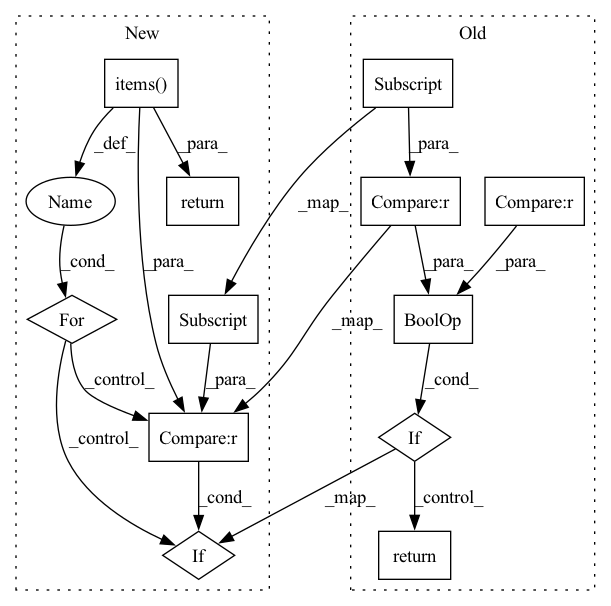 New
Old
items()
Subscript
_def_
_para_
_para_
Name
return
_map_
Compare:r
Compare:r
_cond_
_para_
_para_
_para_
For
Subscript
_map_
BoolOp
_control_
_para_
_cond_
_control_
Compare:r
If
_cond_
_map_
_control_
If
return